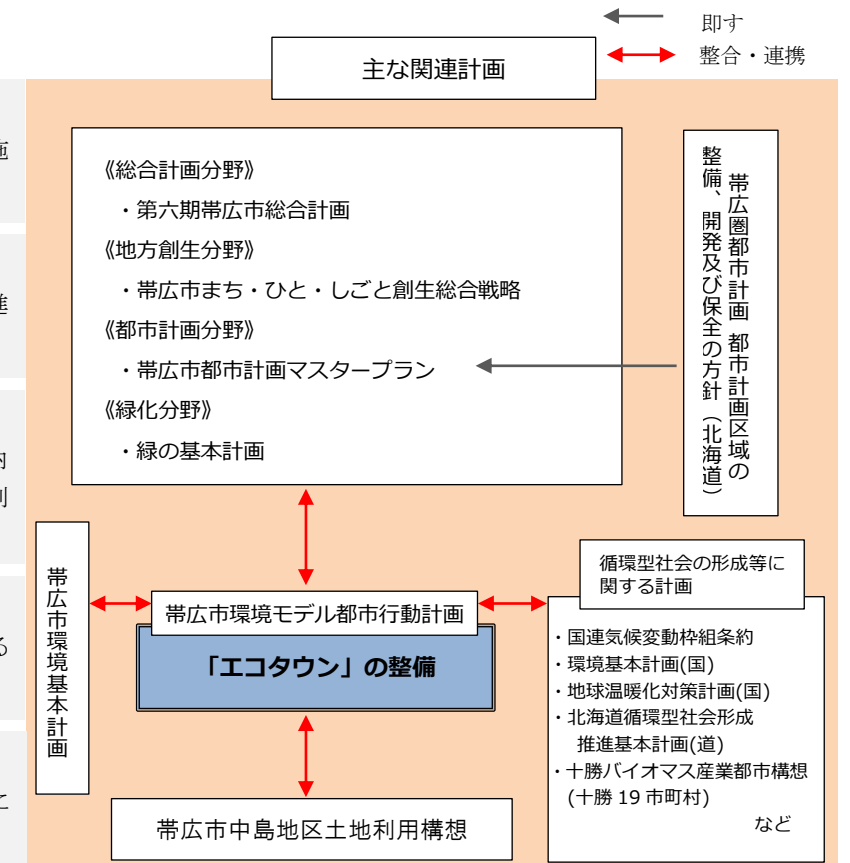 即す
整合・連携
主な関連計画
《総合計画分野》
・第六期帯広市総合計画
《地方創生分野》
・帯広市まち・ひと・しごと創生総合戦略
《都市計画分野》
・帯広市都市計画マスタープラン
《緑化分野》
・緑の基本計画
帯広圏都市計画 都市計画区域の
整備、開発及び保全の方針（北海道）
帯広市環境基本計画
帯広市環境モデル都市行動計画
「エコタウン」の整備
循環型社会の形成等に
関する計画
・国連気候変動枠組条約
・環境基本計画(国)
・地球温暖化対策計画(国)
・北海道循環型社会形成
推進基本計画(道)
・十勝バイオマス産業都市構想
(十勝 19 市町村)
など
帯広市中島地区土地利用構想